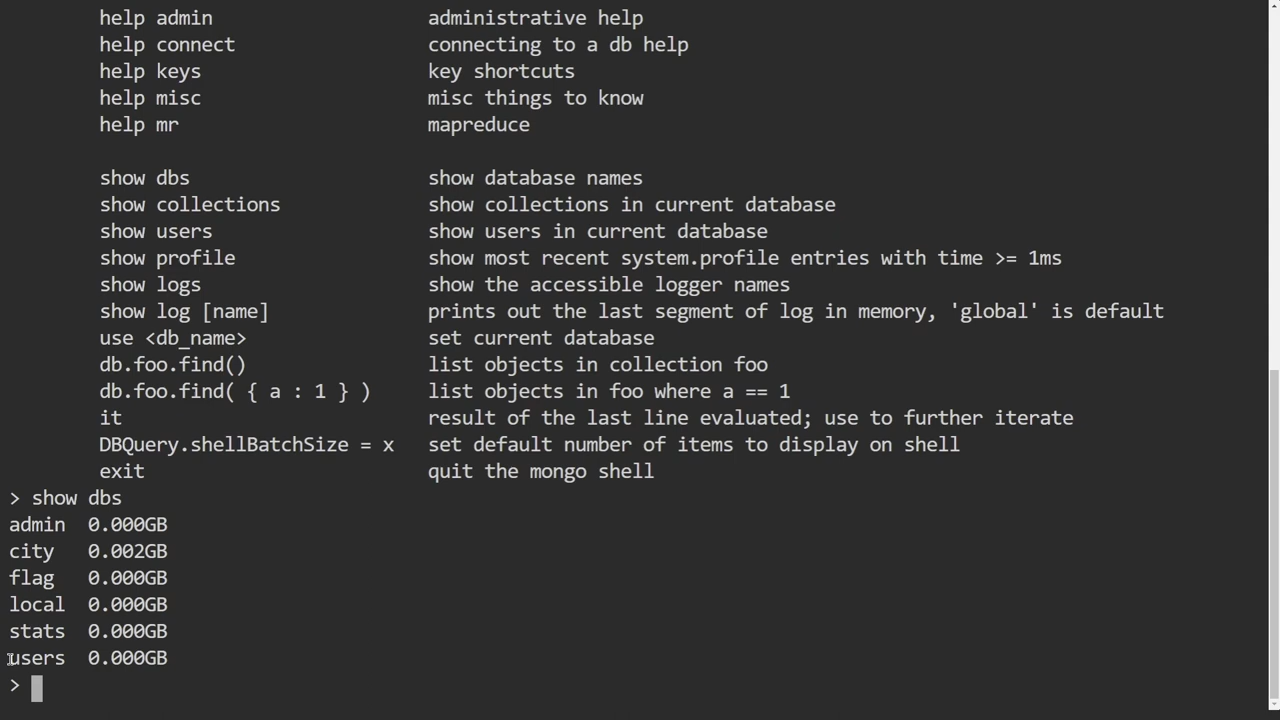 help admin administrative help
help connect connecting to a db help
help keys key shortcuts
help misc misc things to know
help mr mapreduce
show dbs show database names
show collections show collections in current database
show users show users in current database
show profile show most recent system.profile entries with time >= 1ms
show logs show the accessible logger names
show log [name] prints out the last segment of log in memory, 'global' is default
use <db_name> set current database
db.foo.find() list objects in collection foo
db.foo.find( { a : 1 } ) list objects in foo where a == 1
it result of the last line evaluated; use to further iterate
DBQuery.shellBatchSize = x set default number of items to display on shell
exit quit the mongo shell
> show dbs
admin 0.000GB
city 0.002GB
flag 0.000GB
local 0.000GB
stats 0.000GB
users 0.000GB
>